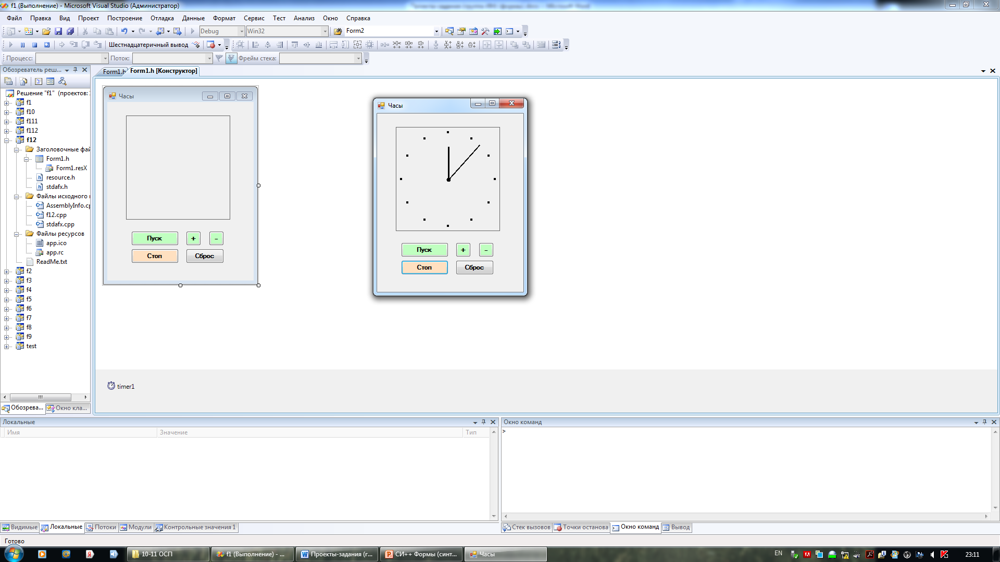 f1 (Выполнение) - Microsoft Visual Studio (Администратор)
Файл Правка Вид Проект Построение Отладка Данные Формат Сервис Тест Анализ Окно Справка
Debug Win32 Form2
Шестнадцатеричный вывод
Процесс: Поток: Фрейм стека:
Обозреватель реш...
Form1.h Form1.h [Конструктор]
Решение "f1" (проектов:
f1
f10
f111
f112
f12
Заголовочные фай
Form1.h
Form1.resX
resource.h
stdafx.h
Файлы исходного
AssemblyInfo.cp
f12.cpp
stdafx.cpp
Файлы ресурсов
app.ico
app.rc
ReadMe.txt
f2
f3
f4
f5
f6
f7
f8
f9
test
Обозрева... Окно кла...
Часы
Пуск + -
Стоп Сброс
Часы
Пуск + -
Стоп Сброс
timer1
Локальные
Имя Значение Тип
Окно команд
>
Видимые Локальные Потоки Модули Контрольные значения 1
Стек вызовов Точки останова Окно команд Вывод
Готово
10-11 ОСП f1 (Выполнение) - ... Проекты-задания (г... СИ++ Формы (синт... Часы
EN 23:11